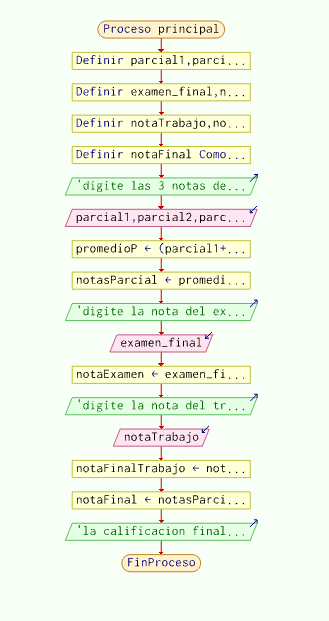 Proceso principal
Definir parcial1,parci...
Definir examen_final,n...
Definir notaTrabajo,no...
Definir notaFinal Como...
'digite las 3 notas de...
parcial1,parcial2,parc...
promedioP ← (parcial1+...
notasParcial ← promedi...
'digite la nota del ex...
examen_final
notaExamen ← examen_fi...
'digite la nota del tr...
notaTrabajo
notaFinalTrabajo ← not...
notaFinal ← notasParci...
'la calificacion final...
FinProceso